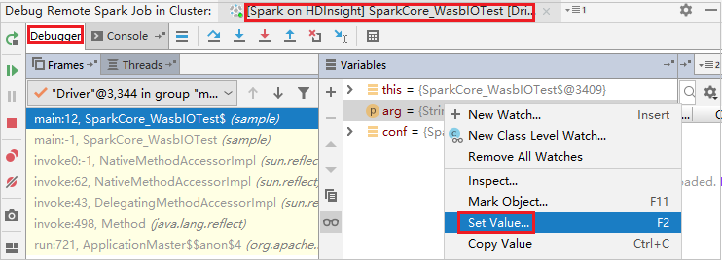 Debug Remote Spark Job in Cluster: [Spark on HDInsight] SparkCore_WasbIOTest [Dri... ×
Debugger Console
Frames Threads Variables
"Driver"@3,344 in group "m... this = {SparkCore_WasbIOTest$@3409}
main:12, SparkCore_WasbIOTest$ (sample) arg = {Strin
main:-1, SparkCore_WasbIOTest (sample) conf = {Spa
invoke0:-1, NativeMethodAccessorImpl (sun.reflect
invoke:62, NativeMethodAccessorImpl (sun.reflect.
invoke:43, DelegatingMethodAccessorImpl (sun.ref
invoke:498, Method (java.lang.reflect)
run:721, ApplicationMaster$$anon$4 (org.apache.
New Watch... Insert
New Class Level Watch...
Remove All Watches
Inspect...
Mark Object... F11
Set Value... F2
Copy Value Ctrl+C